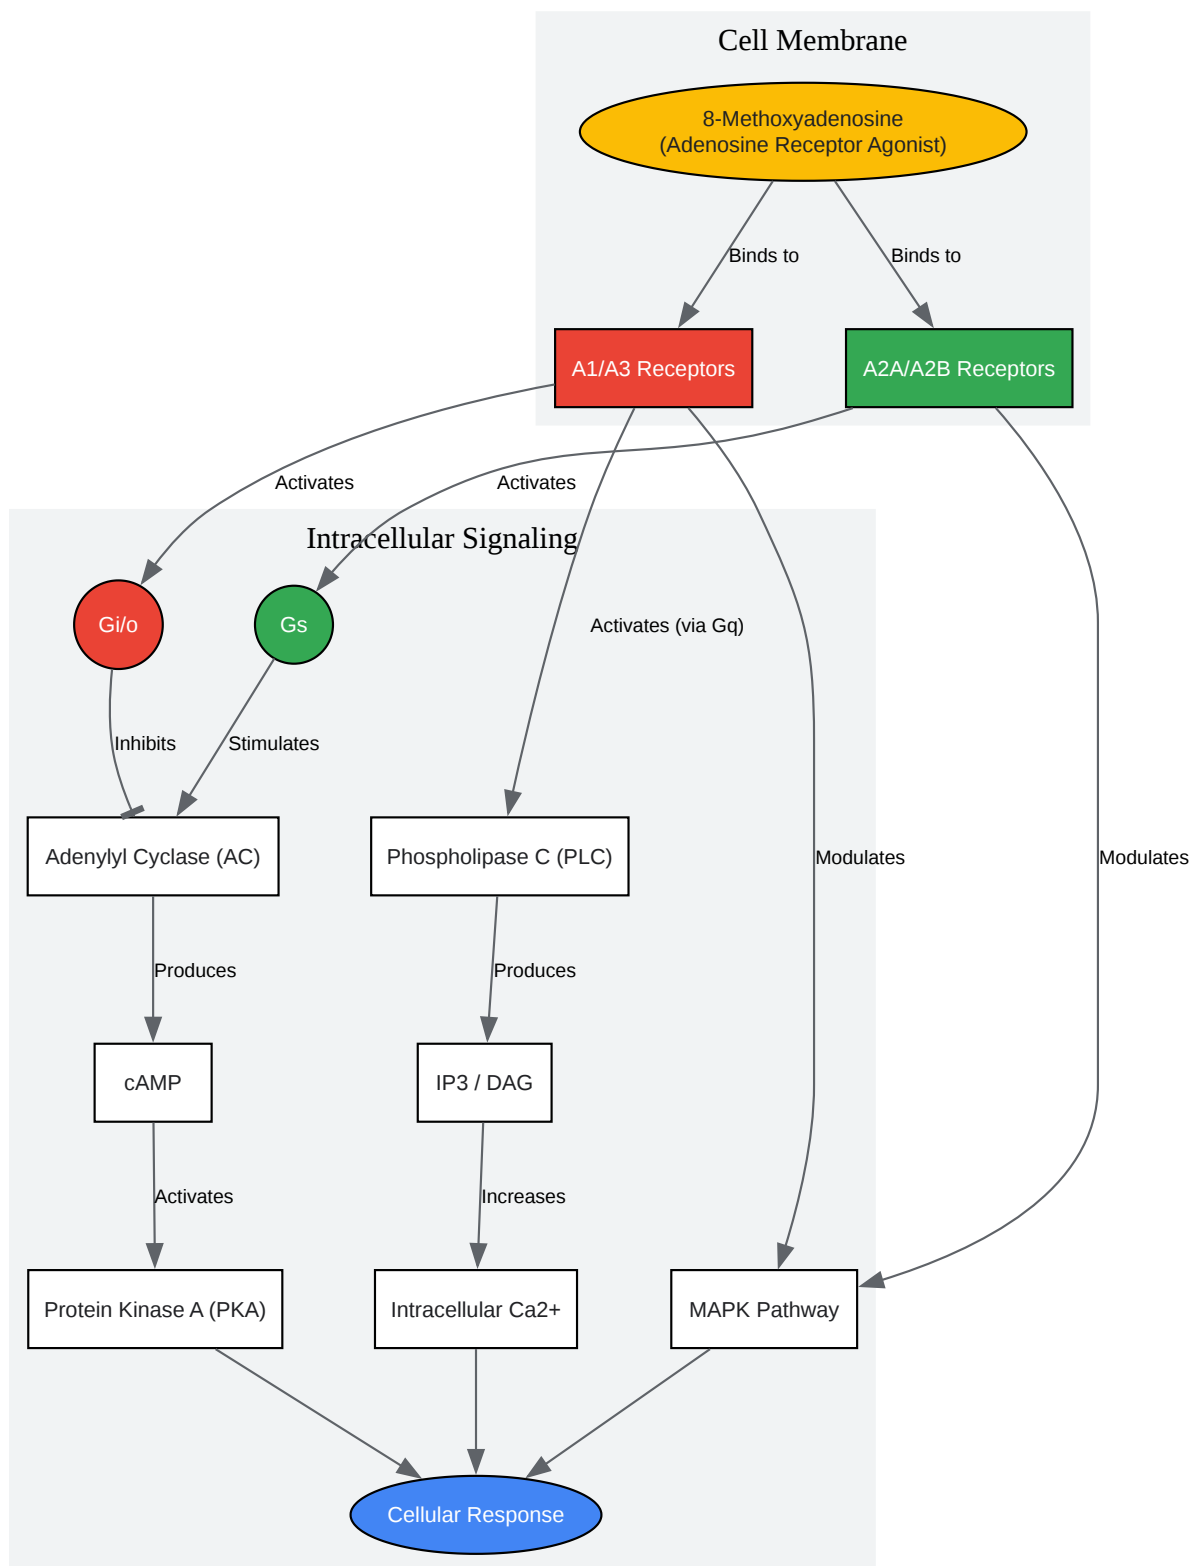 Cell Membrane
8-Methoxyadenosine
(Adenosine Receptor Agonist)
Binds to
Binds to
A1/A3 Receptors
A2A/A2B Receptors
Activates
Activates
Intracellular Signaling
Gi/o
Gs
Activates (via Gq)
Inhibits
Stimulates
Adenylyl Cyclase (AC)
Phospholipase C (PLC)
Modulates
Modulates
Produces
Produces
cAMP
IP3 / DAG
Activates
Increases
Protein Kinase A (PKA)
Intracellular Ca2+
MAPK Pathway
Cellular Response